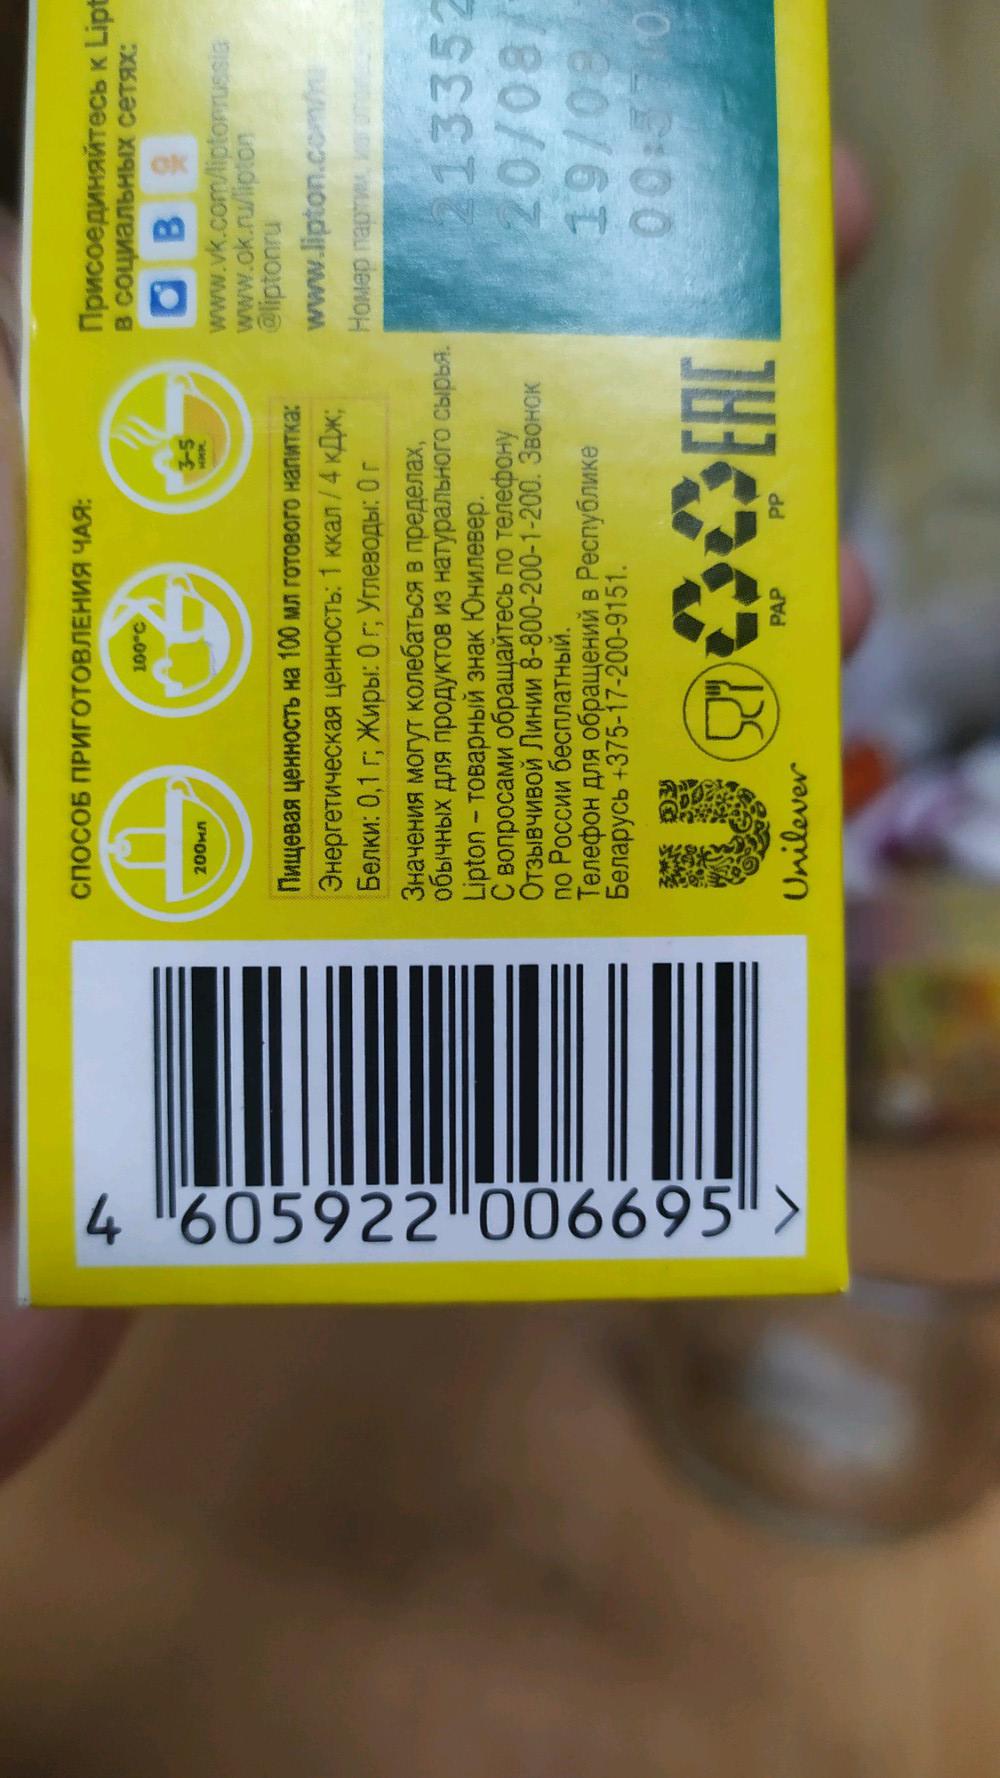 Присоединяйтесь к Lipt
в социальных сетях:
B
www.vk.com/liptonrussia
www.ok.ru/lipton
@liptonru
www.lipton.com/ru
Номер партии,
213352
20/08/
19/08
00:57
СПОСОБ ПРИГОТОВЛЕНИЯ ЧАЯ:
200мл
100°C
3-5
мин.
Пищевая ценность на 100 мл готового напитка:
Энергетическая ценность: 1 ккал / 4 кДж;
Белки: 0,1 г; Жиры: 0 г; Углеводы: 0 г
Значения могут колебаться в пределах,
обычных для продуктов из натурального сырья.
Lipton – товарный знак Юнилевер.
С вопросами обращайтесь по телефону
Отзывчивой Линии 8-800-200-1-200. Звонок
по России бесплатный.
Телефон для обращений в Республике
Беларусь +375-17-200-9151.
Unilever
PAP
PP
EAC
4 605922 006695 >